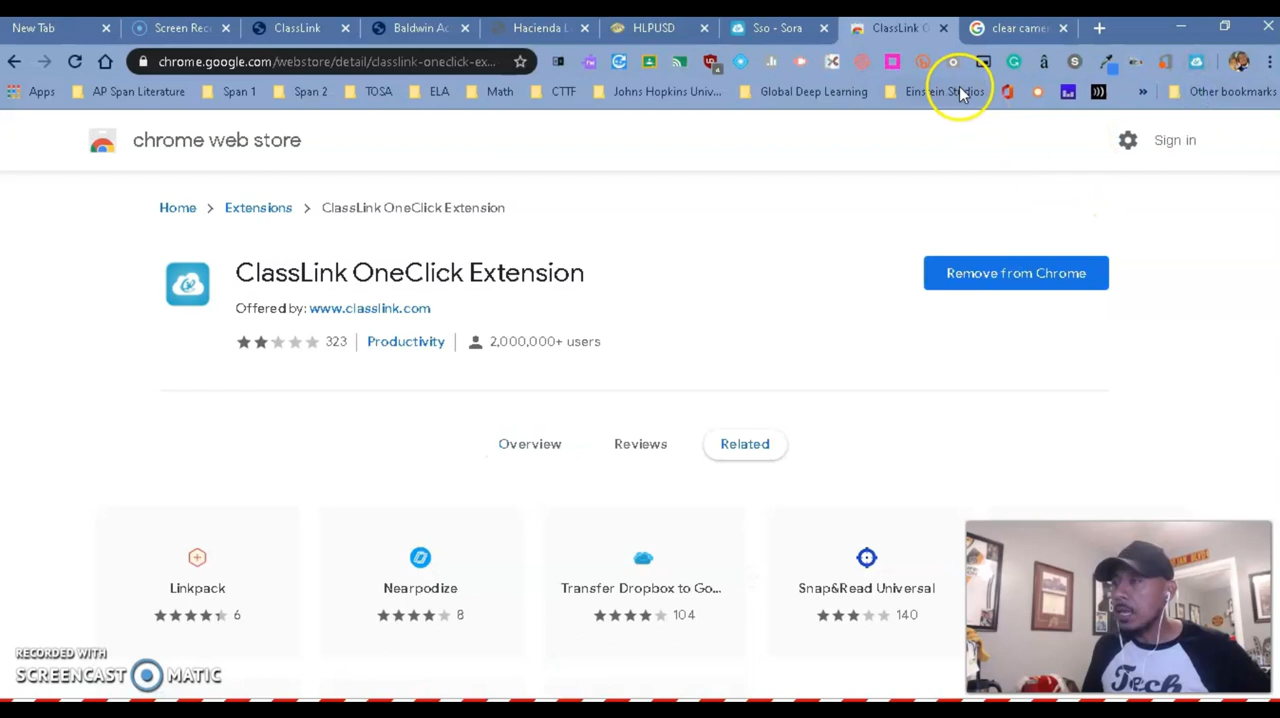 New Tab
Screen Rec
ClassLink
Baldwin Ac
Hacienda L
HLPUSD
Sso - Sora
ClassLink O
clear camer
chrome.google.com/webstore/detail/classlink-oneclick-ex...
Apps
AP Span Literature
Span 1
Span 2
TOSA
ELA
Math
CTTF
Johns Hopkins Univ...
Global Deep Learning
Einstein Studios
Other bookmarks
chrome web store
Sign in
Home > Extensions > ClassLink OneClick Extension
ClassLink OneClick Extension
Remove from Chrome
Offered by: www.classlink.com
323
Productivity
2,000,000+ users
Overview
Reviews
Related
Linkpack
Nearpodize
Transfer Dropbox to Go...
Snap&Read Universal
6
8
104
140
RECORDED WITH
SCREENCAST MATIC
Tech